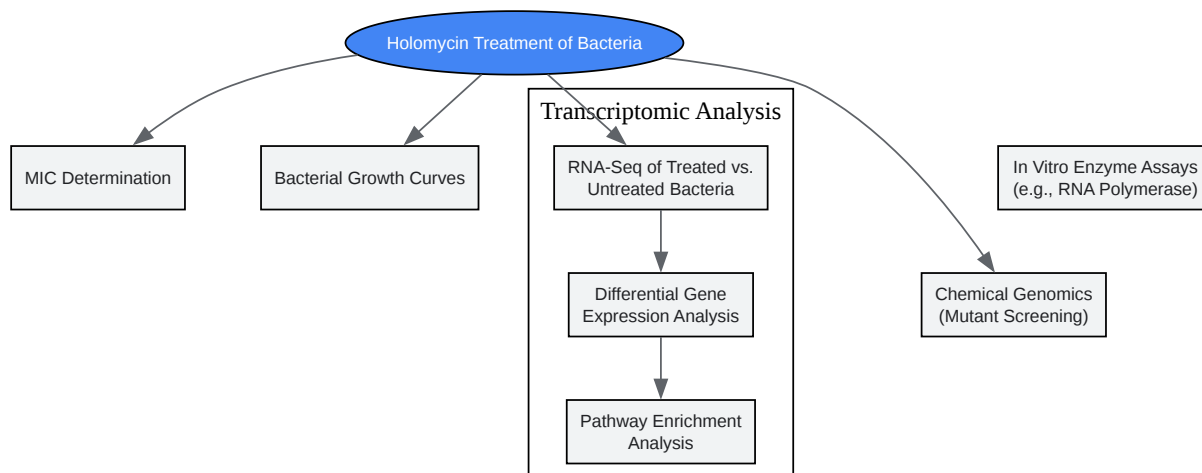 Holomycin Treatment of Bacteria
Transcriptomic Analysis
MIC Determination
Bacterial Growth Curves
RNA-Seq of Treated vs.
Untreated Bacteria
In Vitro Enzyme Assays
(e.g., RNA Polymerase)
Differential Gene
Expression Analysis
Chemical Genomics
(Mutant Screening)
Pathway Enrichment
Analysis